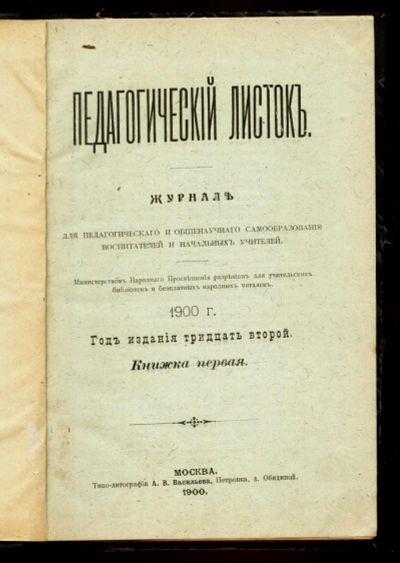 ПЕДАГОГИЧЕСКІЙ ЛИСТОКЪ.
ЖУРНАЛЪ
ДЛЯ ПЕДАГОГИЧЕСКАГО И ОБЩЕНАУЧНАГО САМООБРАЗОВАНІЯ
ВОСПИТАТЕЛЕЙ И НАЧАЛЬНЫХЪ УЧИТЕЛЕЙ.
Министерствомъ Народнаго Просвѣщенія разрѣшенъ для учительскихъ
библіотекъ и безплатныхъ народныхъ читаленъ.
1900 г.
Годъ изданія тридцать второй.
Книжка первая.
МОСКВА.
Типо-литографія А. В. Васильева, Петровка, д. Обидиной.
1900.